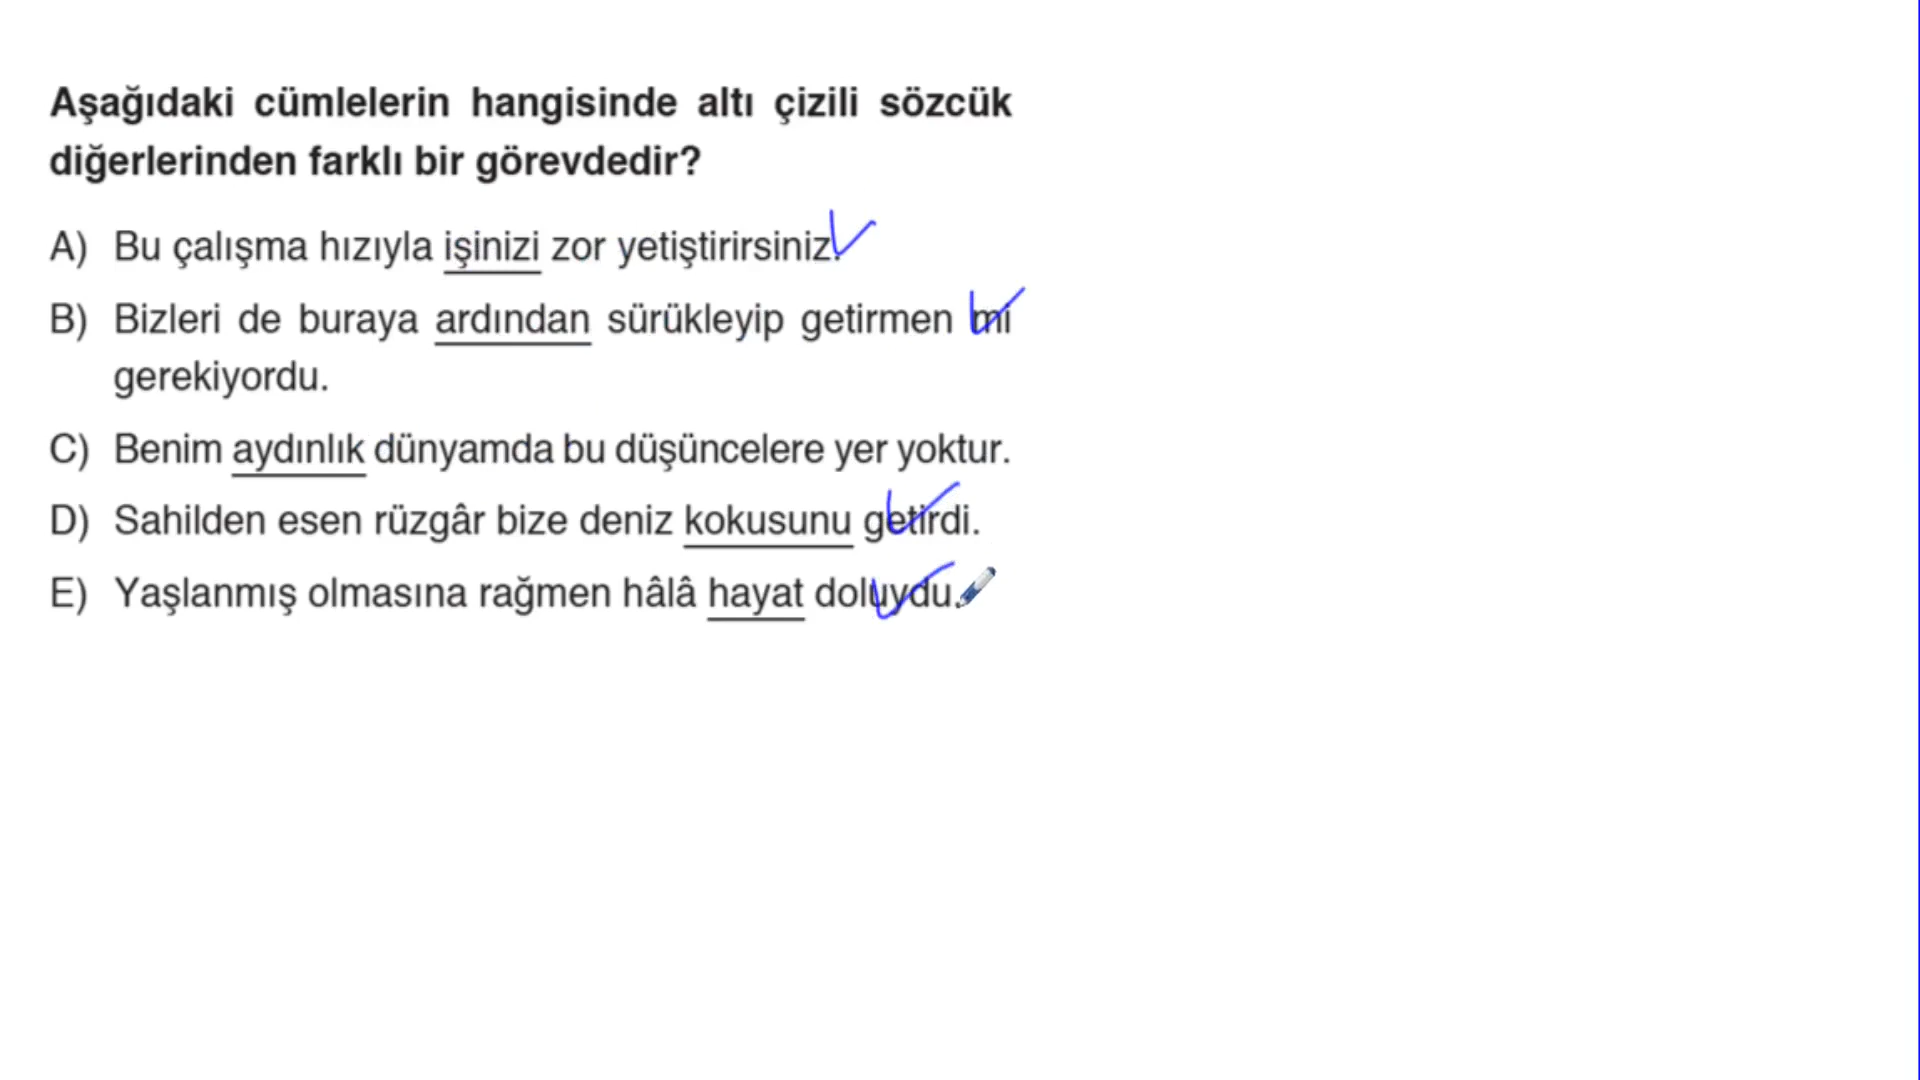 Aşağıdaki cümlelerin hangisinde altı çizili sözcük
diğerlerinden farklı bir görevdedir?
A) Bu çalışma hızıyla işinizi zor yetiştirirsiniz.
B) Bizleri de buraya ardından sürükleyip getirmen mi
gerekiyordu.
C) Benim aydınlık dünyamda bu düşüncelere yer yoktur.
D) Sahilden esen rüzgâr bize deniz kokusunu getirdi.
E) Yaşlanmış olmasına rağmen hâlâ hayat doluydu.